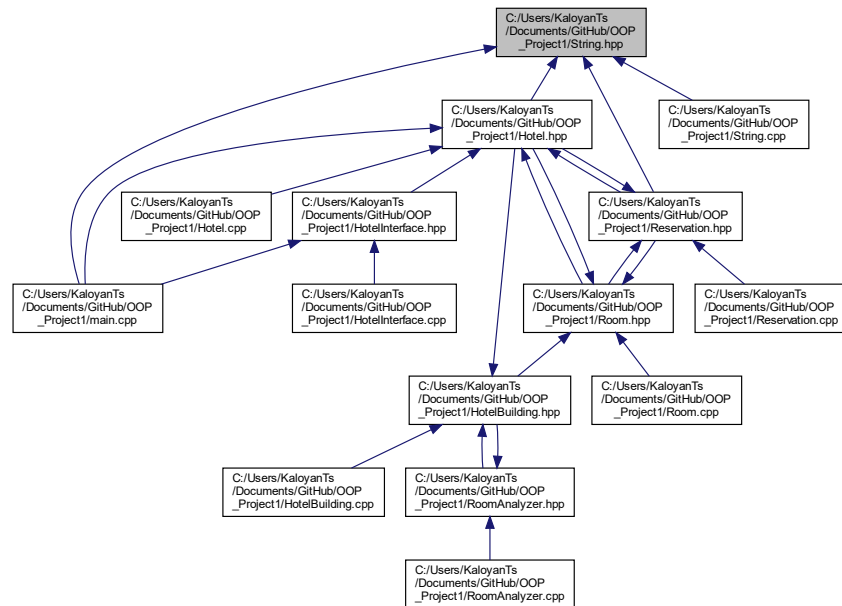 C:/Users/KaloyanTs
/Documents/GitHub/OOP
_Project1/String.hpp
C:/Users/KaloyanTs
/Documents/GitHub/OOP
_Project1/Hotel.hpp
C:/Users/KaloyanTs
/Documents/GitHub/OOP
_Project1/String.cpp
C:/Users/KaloyanTs
/Documents/GitHub/OOP
_Project1/Hotel.cpp
C:/Users/KaloyanTs
/Documents/GitHub/OOP
_Project1/HotelInterface.hpp
C:/Users/KaloyanTs
/Documents/GitHub/OOP
_Project1/Reservation.hpp
C:/Users/KaloyanTs
/Documents/GitHub/OOP
_Project1/main.cpp
C:/Users/KaloyanTs
/Documents/GitHub/OOP
_Project1/HotelInterface.cpp
C:/Users/KaloyanTs
/Documents/GitHub/OOP
_Project1/Room.hpp
C:/Users/KaloyanTs
/Documents/GitHub/OOP
_Project1/Reservation.cpp
C:/Users/KaloyanTs
/Documents/GitHub/OOP
_Project1/HotelBuilding.hpp
C:/Users/KaloyanTs
/Documents/GitHub/OOP
_Project1/Room.cpp
C:/Users/KaloyanTs
/Documents/GitHub/OOP
_Project1/HotelBuilding.cpp
C:/Users/KaloyanTs
/Documents/GitHub/OOP
_Project1/RoomAnalyzer.hpp
C:/Users/KaloyanTs
/Documents/GitHub/OOP
_Project1/RoomAnalyzer.cpp